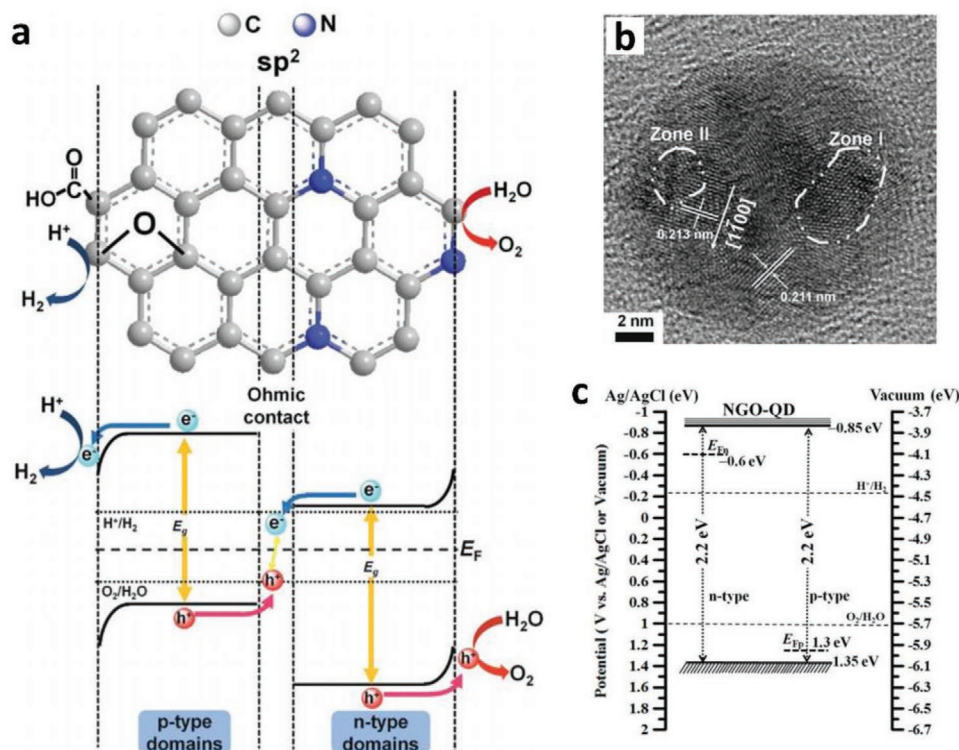 a
C N
sp2
O
C
HO
O
H+
H2
H2O
O2
Ohmic
contact
H+
H2
e-
e-
e-
e-
H+/H2
Eg
EF
h+
Eg
O2/H2O
h+
H2O
h+
O2
h+
p-type
domains
n-type
domains
b
Zone II
Zone I
0.213 nm
[1̄100]
0.211 nm
2 nm
c
Ag/AgCl (eV)
Vacuum (eV)
NGO-QD
-1
-0.8
-0.6
-0.4
-0.2
0
0.2
0.4
0.6
0.8
1
1.2
1.4
1.6
1.8
2
Potential ( V vs. Ag/AgCl or Vacuum)
-0.85 eV
EFn
-0.6 eV
H+/H2
2.2 eV
2.2 eV
n-type
p-type
O2/H2O
EFp
1.3 eV
1.35 eV
-3.7
-3.9
-4.1
-4.3
-4.5
-4.7
-4.9
-5.1
-5.3
-5.5
-5.7
-5.9
-6.1
-6.3
-6.5
-6.7